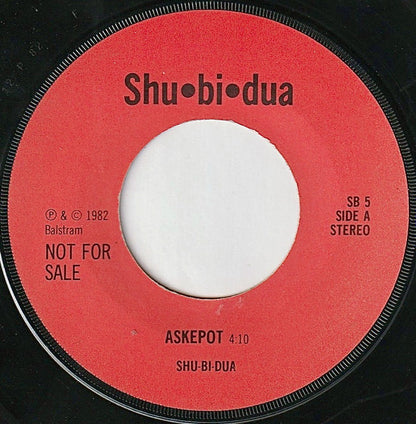 Shu•bi•dua
℗ & © 1982
Balstram
NOT FOR
SALE
SB 5
SIDE A
STEREO
ASKEPOT 4:10
SHU-BI-DUA